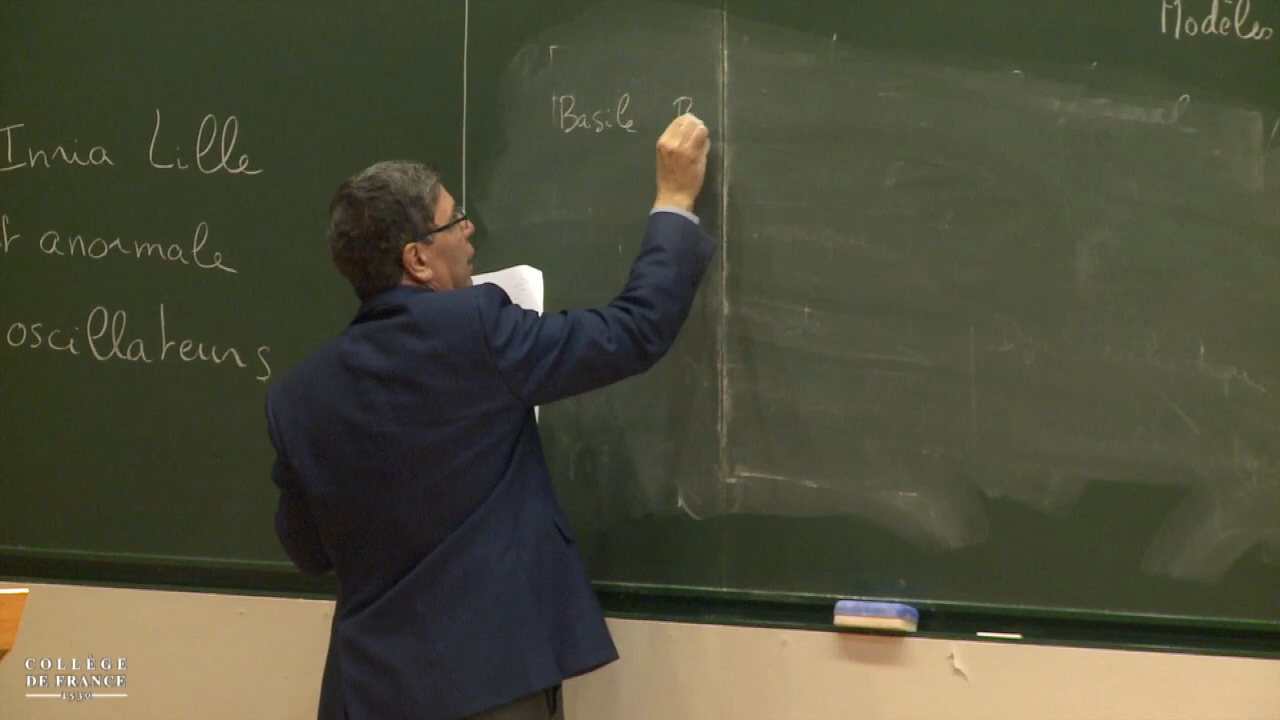 Modèles
Basile B
Inria Lille
t anormale
oscillateurs
COLLÈGE
DE FRANCE
1530